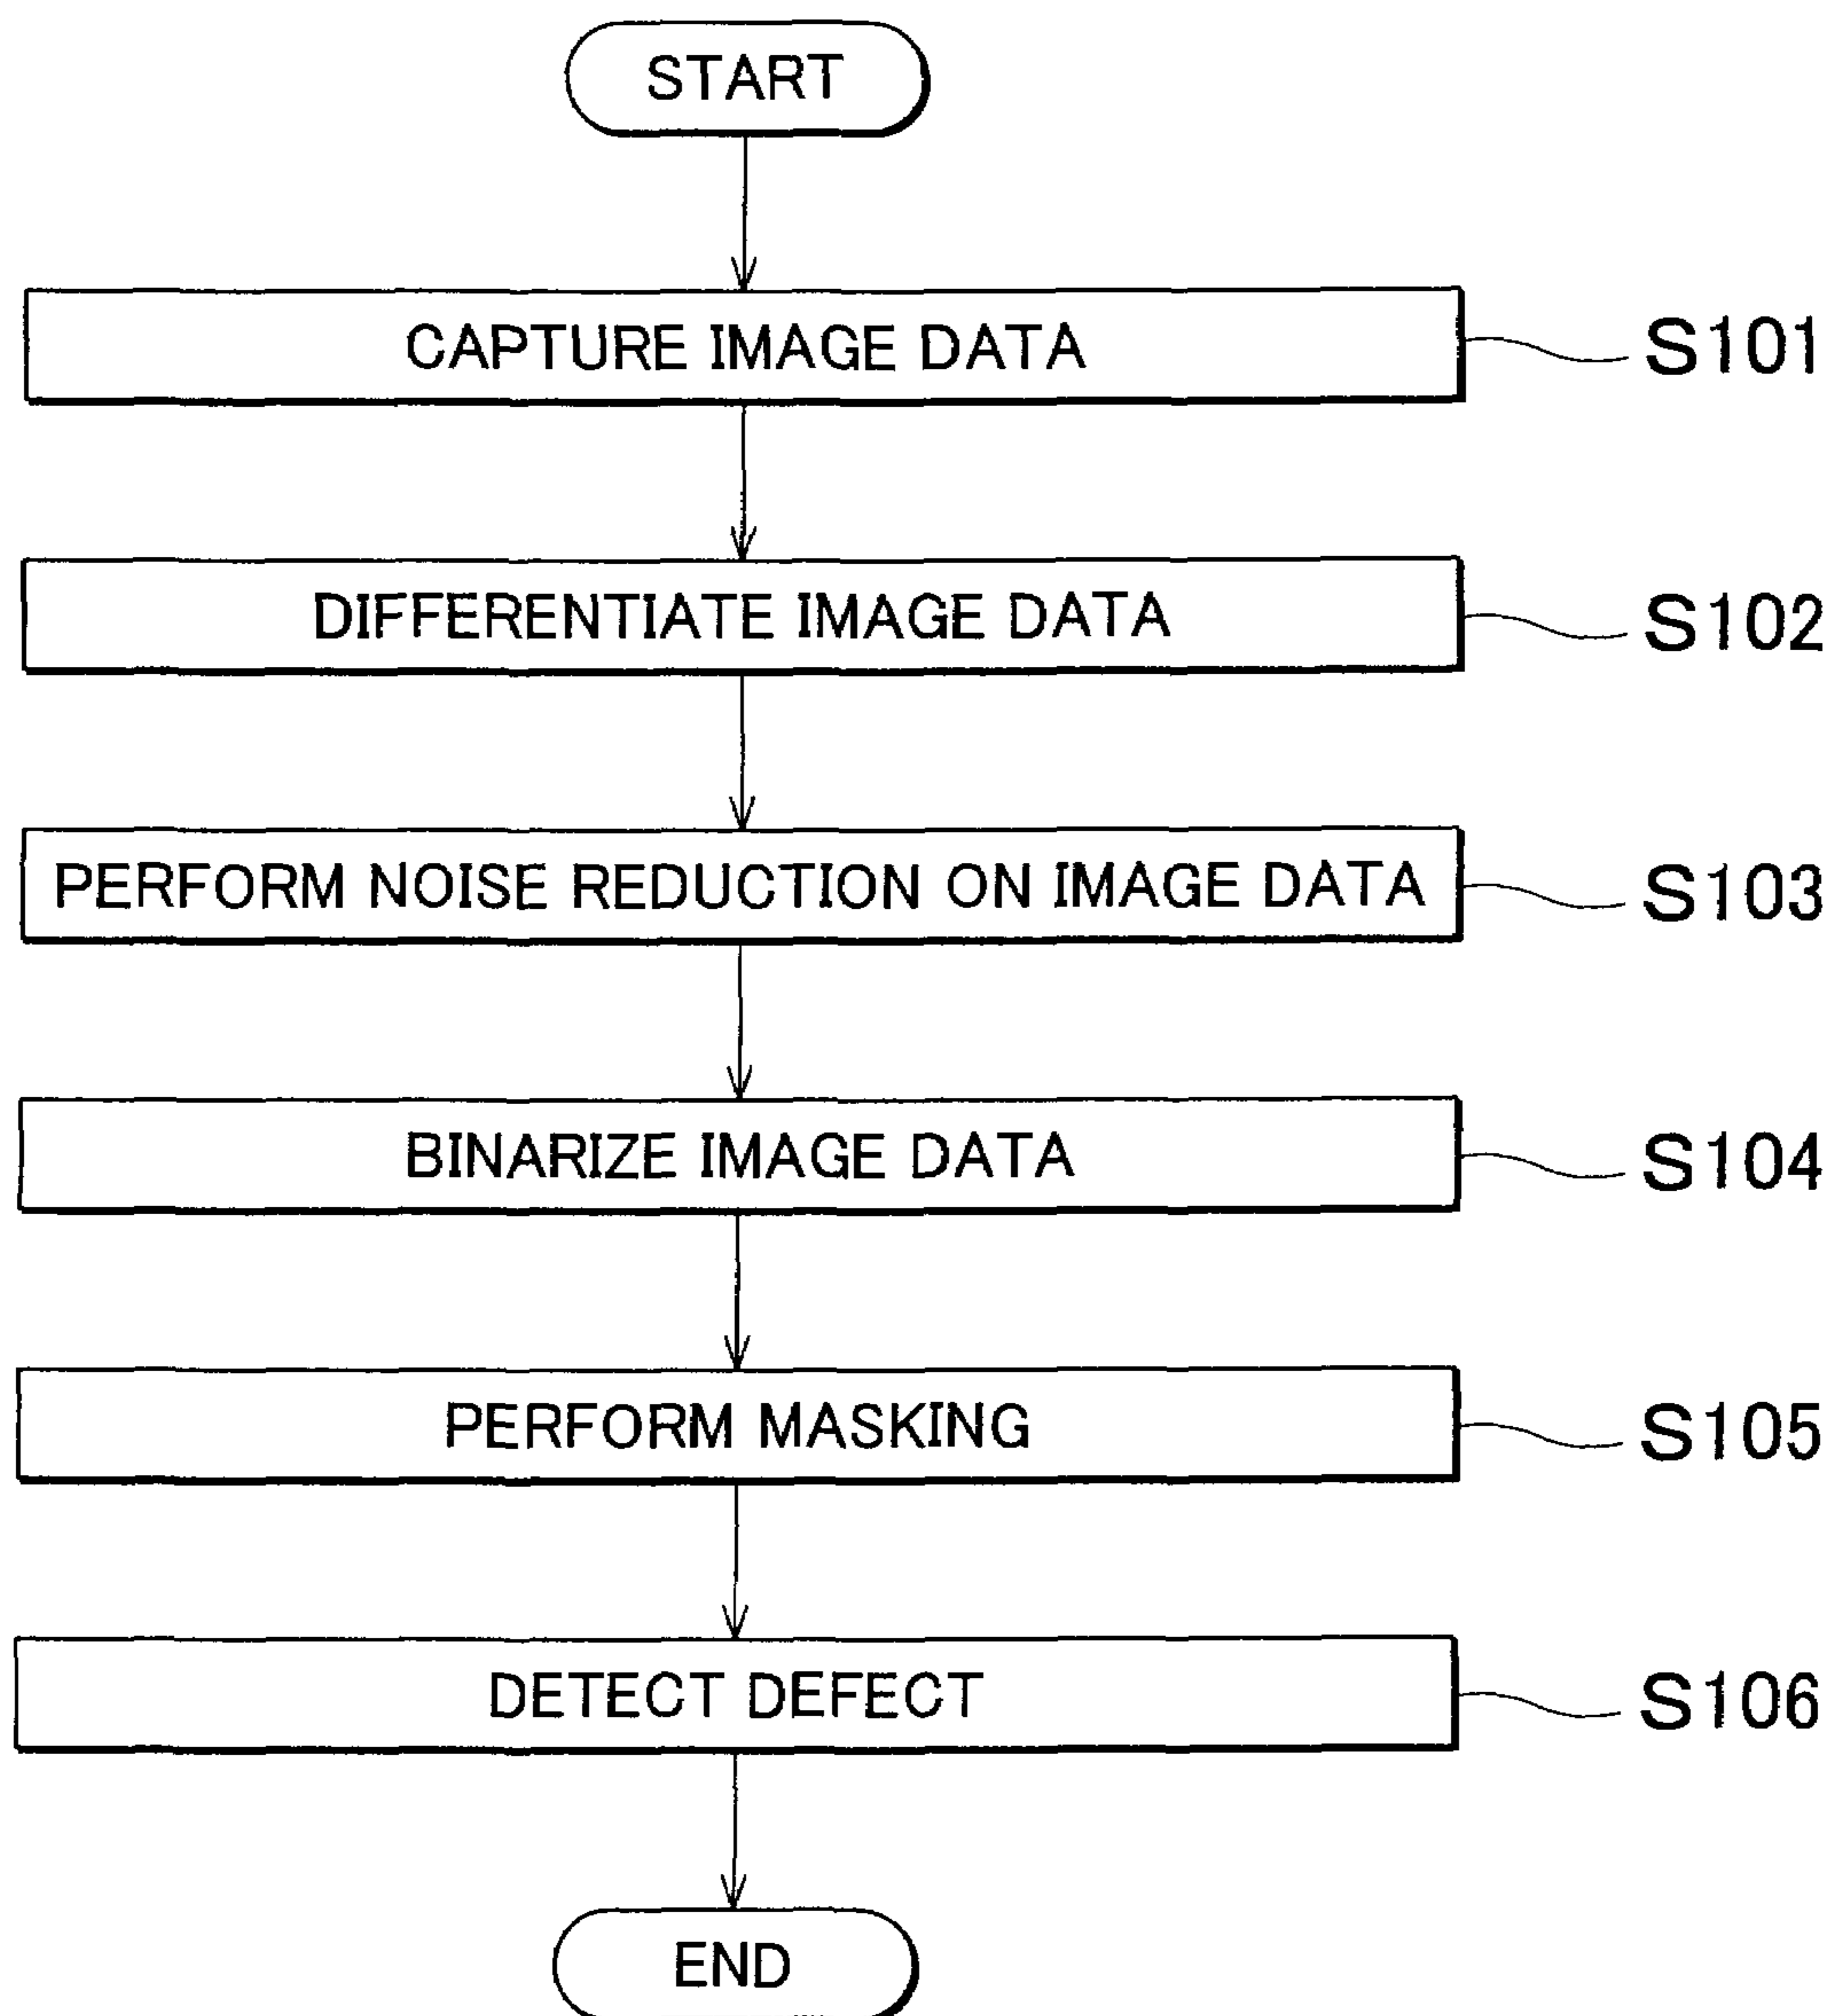 START
CAPTURE IMAGE DATA
S101
DIFFERENTIATE IMAGE DATA
S102
PERFORM NOISE REDUCTION ON IMAGE DATA
S103
BINARIZE IMAGE DATA
S104
PERFORM MASKING
S105
DETECT DEFECT
S106
END